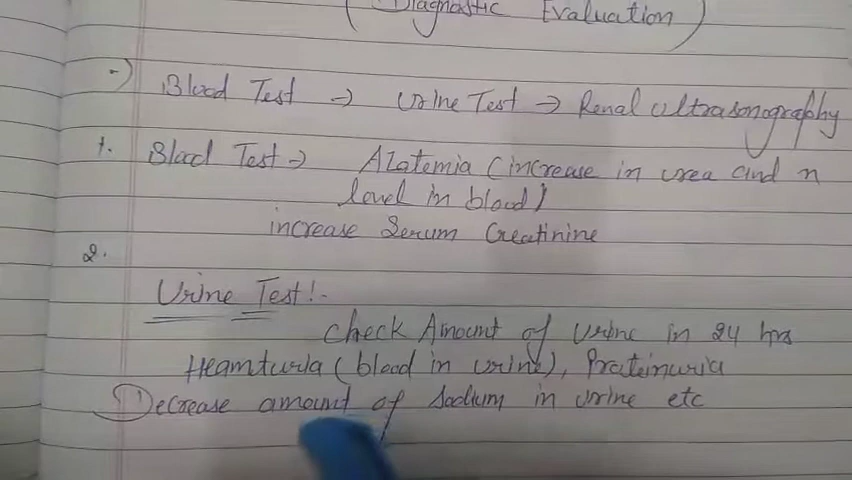 ( Diagnostic Evaluation )
-) Blood Test → Urine Test → Renal ultrasonography
1. Blood Test → Azatemia ( increase in urea and n
level in blood )
increase Serum Creatinine
2.
Urine Test!-
Check Amount of urine in 24 hrs
Heamturia ( blood in urine ), Proteinuria
Decrease amount of Sodium in urine etc